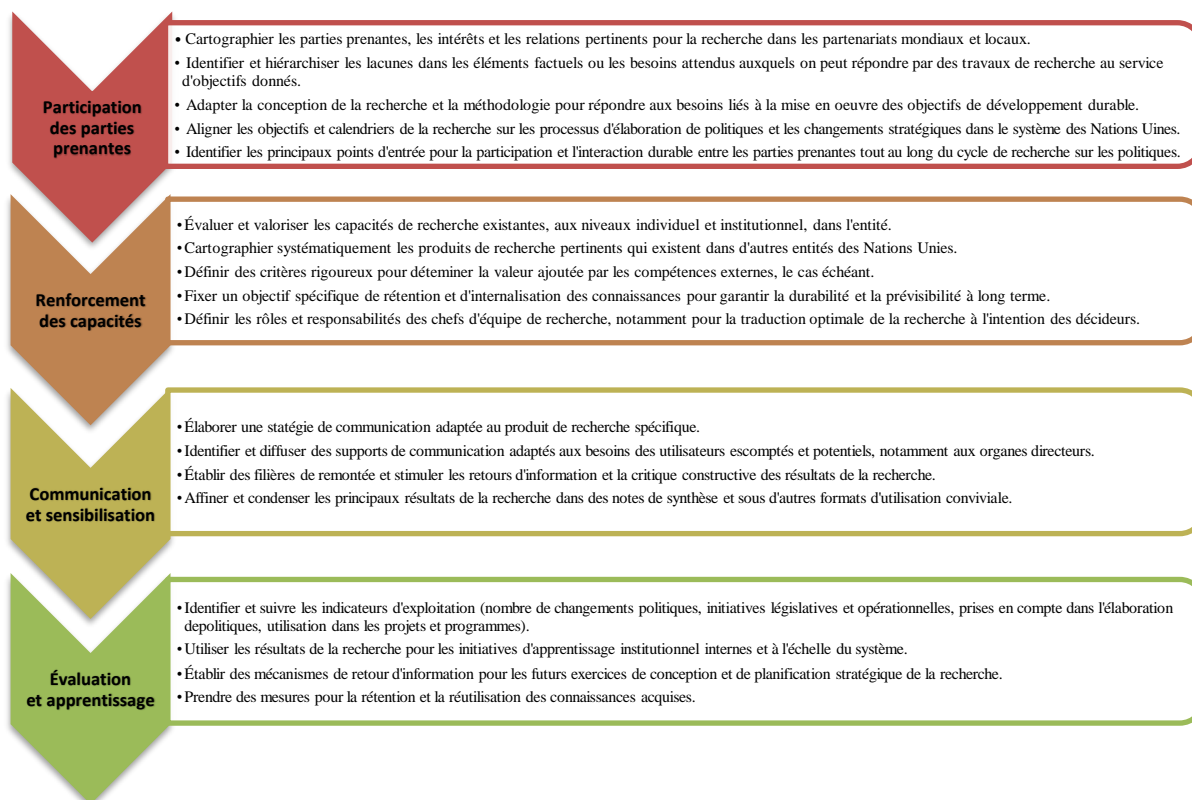 Participation
des parties
prenantes
• Cartographier les parties prenantes, les intérêts et les relations pertinents pour la recherche dans les partenariats mondiaux et locaux.
• Identifier et hiérarchiser les lacunes dans les éléments factuels ou les besoins attendus auxquels on peut répondre par des travaux de recherche au service
d'objectifs donnés.
• Adapter la conception de la recherche et la méthodologie pour répondre aux besoins liés à la mise en oeuvre des objectifs de développement durable.
• Aligner les objectifs et calendriers de la recherche sur les processus d'élaboration de politiques et les changements stratégiques dans le système des Nations Uines.
• Identifier les principaux points d'entrée pour la participation et l'interaction durable entre les parties prenantes tout au long du cycle de recherche sur les politiques.
Renforcement
des capacités
•Évaluer et valoriser les capacités de recherche existantes, aux niveaux individuel et institutionnel, dans l'entité.
•Cartographier systématiquement les produits de recherche pertinents qui existent dans d'autres entités des Nations Unies.
•Définir des critères rigoureux pour déteminer la valeur ajoutée par les compétences externes, le cas échéant.
•Fixer un objectif spécifique de rétention et d'internalisation des connaissances pour garantir la durabilité et la prévisibilité à long terme.
•Définir les rôles et responsabilités des chefs d'équipe de recherche, notamment pour la traduction optimale de la recherche à l'intention des décideurs.
Communication
et sensibilisation
•Élaborer une statégie de communication adaptée au produit de recherche spécifique.
•Identifier et diffuser des supports de communication adaptés aux besoins des utilisateurs escomptés et potentiels, notamment aux organes directeurs.
•Établir des filières de remontée et stimuler les retours d'information et la critique constructive des résultats de la recherche.
•Affiner et condenser les principaux résultats de la recherche dans des notes de synthèse et sous d'autres formats d'utilisation conviviale.
Évaluation
et apprentissage
•Identifier et suivre les indicateurs d'exploitation (nombre de changements politiques, initiatives législatives et opérationnelles, prises en compte dans l'élaboration
depolitiques, utilisation dans les projets et programmes).
•Utiliser les résultats de la recherche pour les initiatives d'apprentissage institutionnel internes et à l'échelle du système.
•Établir des mécanismes de retour d'information pour les futurs exercices de conception et de planification stratégique de la recherche.
•Prendre des mesures pour la rétention et la réutilisation des connaissances acquises.